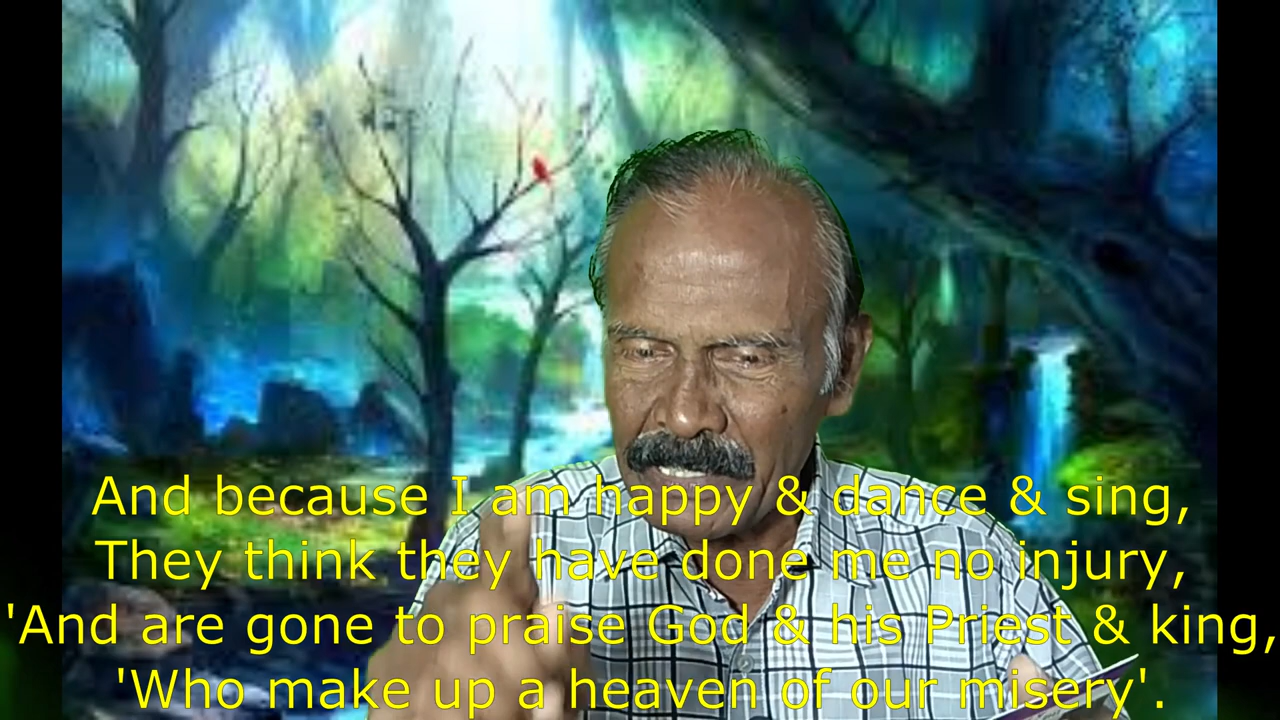 And because I am happy & dance & sing,
They think they have done me no injury,
'And are gone to praise God & his Priest & king,
'Who make up a heaven of our misery'.